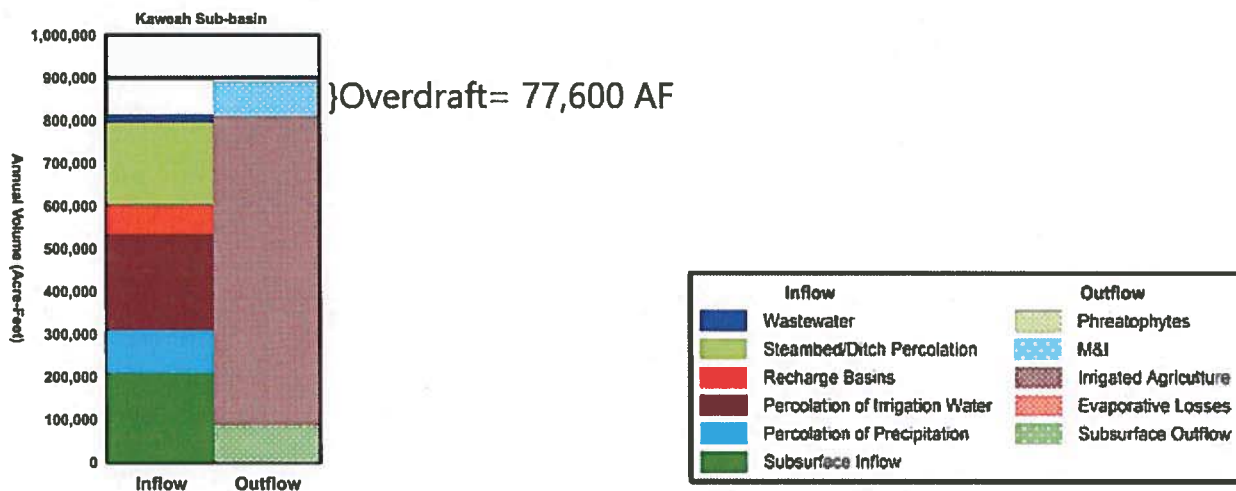 Kaweah Sub-basin
1,000,000
900,000
800,000
700,000
600,000
500,000
400,000
300,000
200,000
100,000
0
Annual Volume (Acre-Feet)
Inflow Outflow
}Overdraft= 77,600 AF
Inflow Outflow
Wastewater Phreatophytes
Steambed/Ditch Percolation M&I
Recharge Basins Irrigated Agriculture
Percolation of Irrigation Water Evaporative Losses
Percolation of Precipitation Subsurface Outflow
Subsurface Inflow